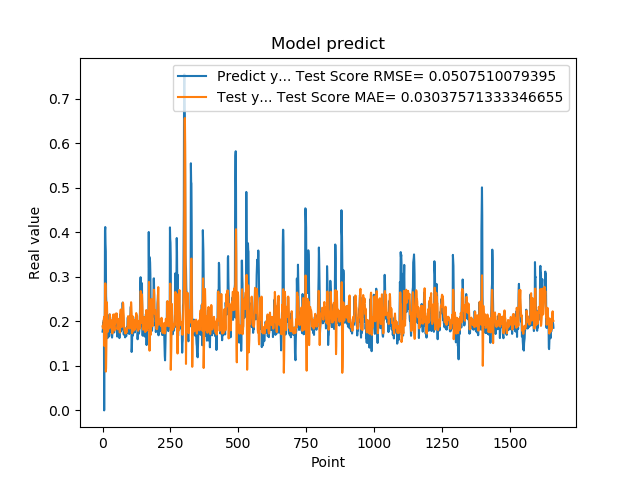 Model predict
Predict y... Test Score RMSE= 0.0507510079395
Test y... Test Score MAE= 0.03037571333346655
0.7
0.6
0.5
0.4
0.3
0.2
0.1
0.0
Real value
0 250 500 750 1000 1250 1500
Point